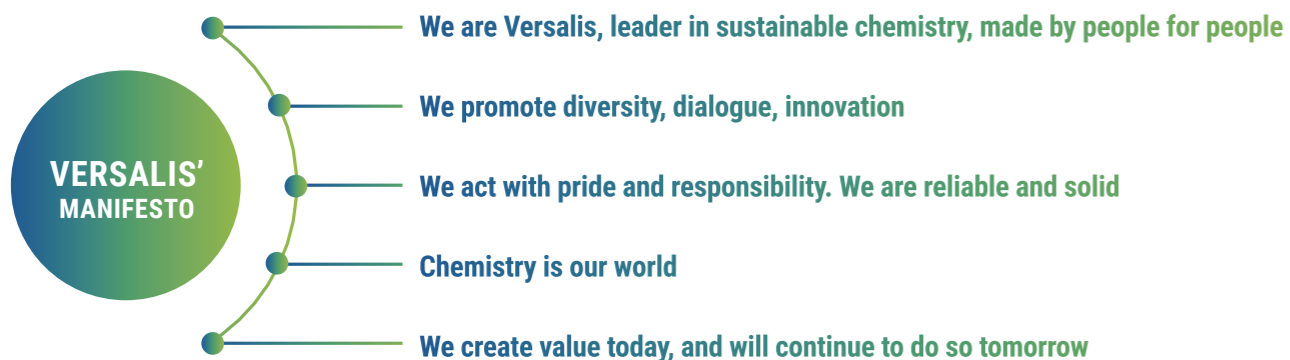 VERSALIS’
MANIFESTO
We are Versalis, leader in sustainable chemistry, made by people for people
We promote diversity, dialogue, innovation
We act with pride and responsibility. We are reliable and solid
Chemistry is our world
We create value today, and will continue to do so tomorrow